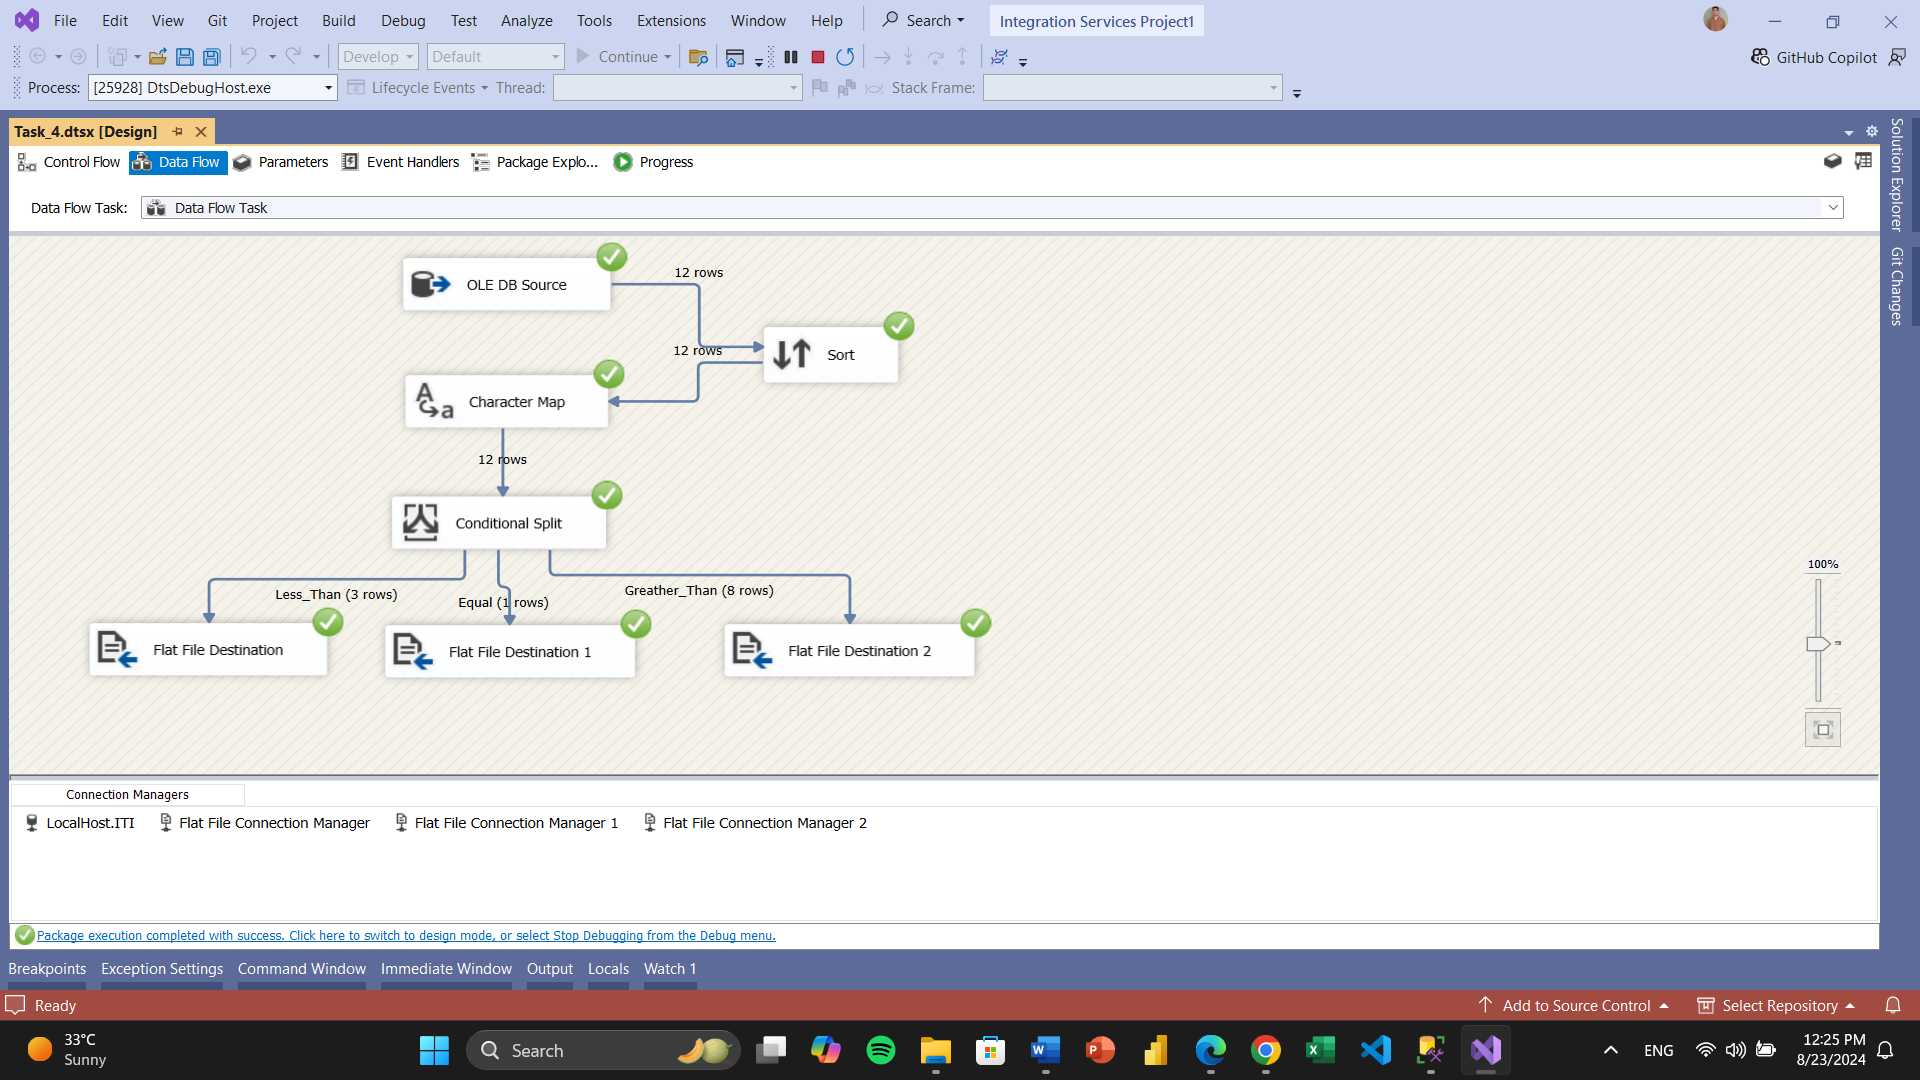 File Edit View Git Project Build Debug Test Analyze Tools Extensions Window Help Search Integration Services Project1
Develop Default Continue GitHub Copilot
Process: [25928] DtsDebugHost.exe Lifecycle Events Thread: Stack Frame:
Task_4.dtsx [Design]
Control Flow Data Flow Parameters Event Handlers Package Explo... Progress
Data Flow Task: Data Flow Task
Solution Explorer
Git Changes
OLE DB Source
12 rows
Sort
12 rows
Character Map
12 rows
Conditional Split
Less_Than (3 rows)
Equal (1 rows)
Greather_Than (8 rows)
Flat File Destination
Flat File Destination 1
Flat File Destination 2
100%
Connection Managers
LocalHost.ITI Flat File Connection Manager Flat File Connection Manager 1 Flat File Connection Manager 2
Package execution completed with success. Click here to switch to design mode, or select Stop Debugging from the Debug menu.
Breakpoints Exception Settings Command Window Immediate Window Output Locals Watch 1
Ready Add to Source Control Select Repository
33°C
Sunny
Search
ENG
12:25 PM
8/23/2024